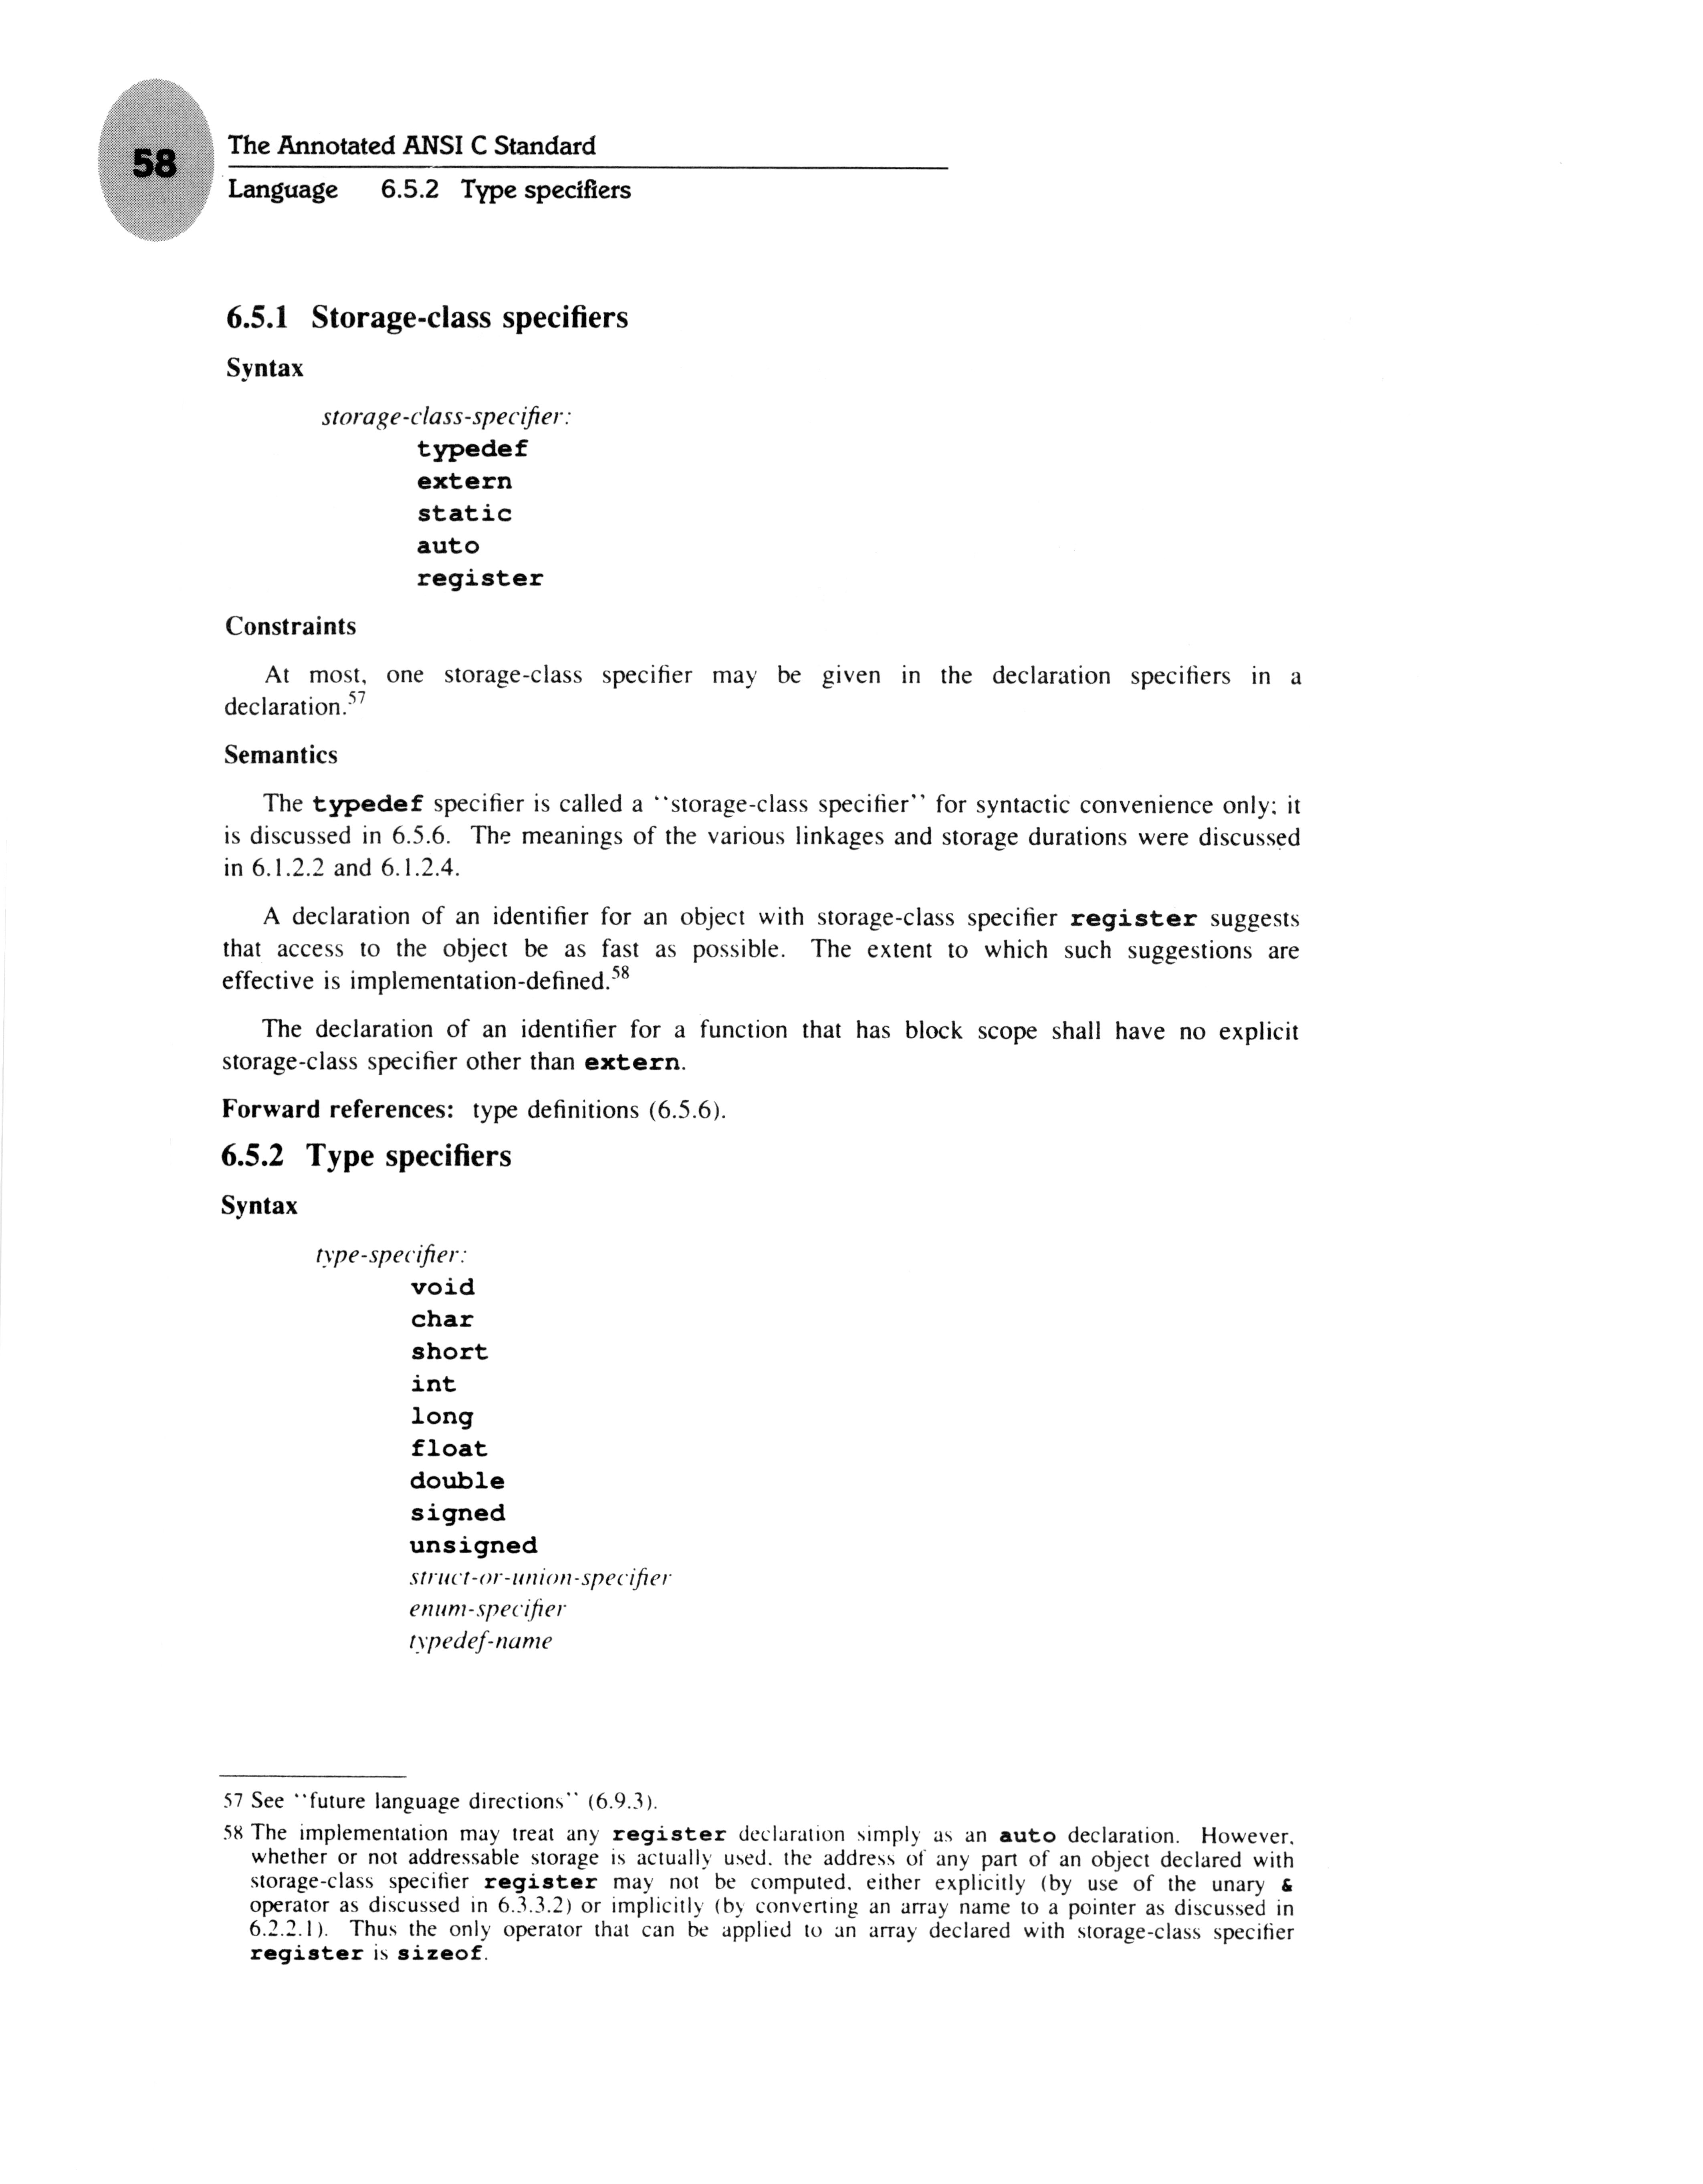 58
The Annotated ANSI C Standard
Language 6.5.2 Type specifiers
6.5.1 Storage-class specifiers
Syntax
storage-class-specifier:
typedef
extern
static
auto
register
Constraints
At most, one storage-class specifier may be given in the declaration specifiers in a
declaration.57
Semantics
The typedef specifier is called a ‘‘storage-class specifier’’ for syntactic convenience only; it
is discussed in 6.5.6. The meanings of the various linkages and storage durations were discussed
in 6.1.2.2 and 6.1.2.4.
A declaration of an identifier for an object with storage-class specifier register suggests
that access to the object be as fast as possible. The extent to which such suggestions are
effective is implementation-defined.58
The declaration of an identifier for a function that has block scope shall have no explicit
storage-class specifier other than extern.
Forward references: type definitions (6.5.6).
6.5.2 Type specifiers
Syntax
type-specifier:
void
char
short
int
long
float
double
signed
unsigned
struct-or-union-specifier
enum-specifier
typedef-name
57 See ‘‘future language directions’’ (6.9.3).
58 The implementation may treat any register declaration simply as an auto declaration. However,
whether or not addressable storage is actually used, the address of any part of an object declared with
storage-class specifier register may not be computed, either explicitly (by use of the unary &
operator as discussed in 6.3.3.2) or implicitly (by converting an array name to a pointer as discussed in
6.2.2.1). Thus the only operator that can be applied to an array declared with storage-class specifier
register is sizeof.